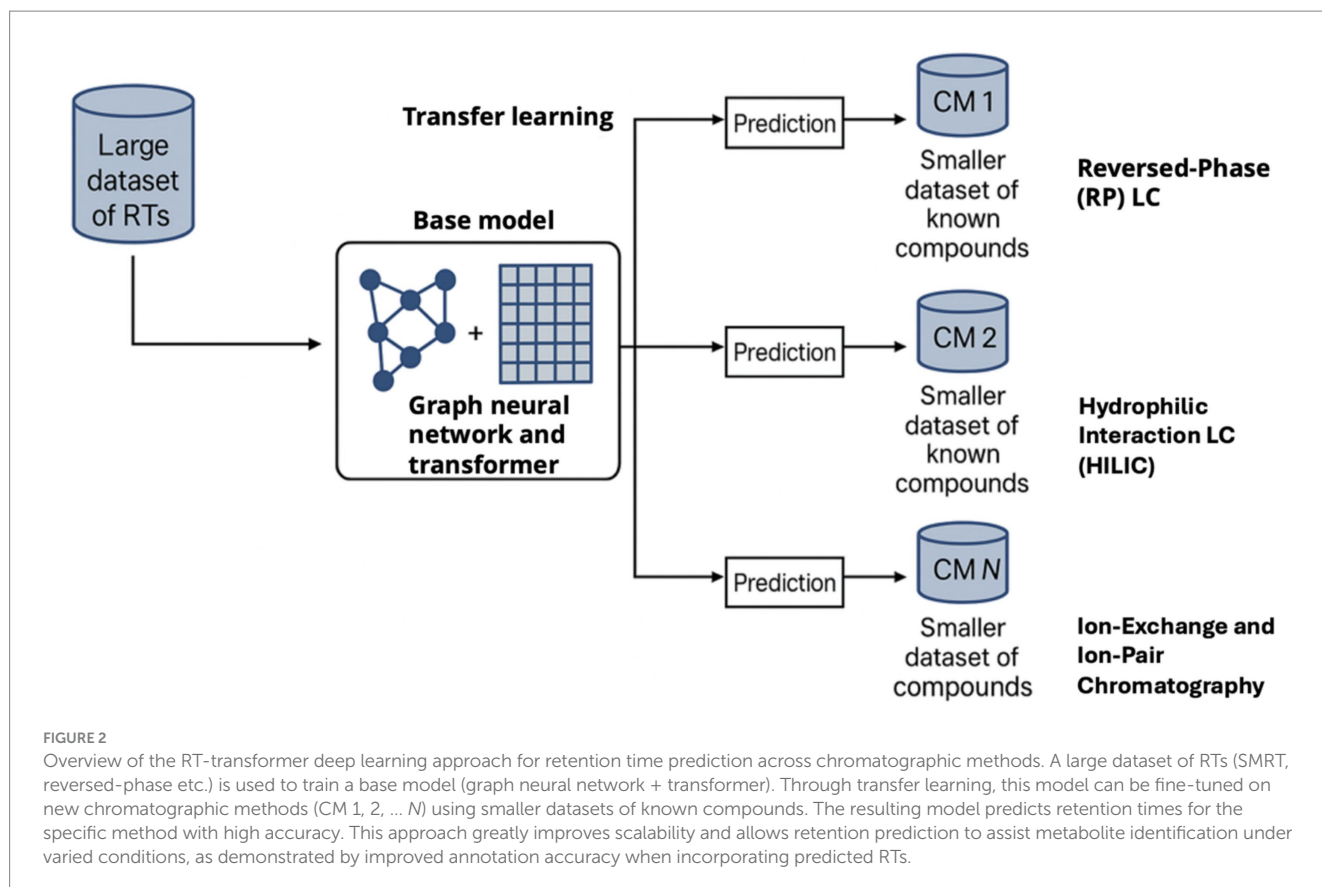 Large
dataset
of RTs
Transfer learning
Base model
+
Graph neural
network and
transformer
Prediction
CM 1
Smaller
dataset of
known
compounds
Reversed-Phase
(RP) LC
Prediction
CM 2
Smaller
dataset of
known
compounds
Hydrophilic
Interaction LC
(HILIC)
Prediction
CM N
Smaller
dataset of
compounds
Ion-Exchange and
Ion-Pair
Chromatography
FIGURE 2
Overview of the RT-transformer deep learning approach for retention time prediction across chromatographic methods. A large dataset of RTs (SMRT,
reversed-phase etc.) is used to train a base model (graph neural network + transformer). Through transfer learning, this model can be fine-tuned on
new chromatographic methods (CM 1, 2, ... N) using smaller datasets of known compounds. The resulting model predicts retention times for the
specific method with high accuracy. This approach greatly improves scalability and allows retention prediction to assist metabolite identification under
varied conditions, as demonstrated by improved annotation accuracy when incorporating predicted RTs.